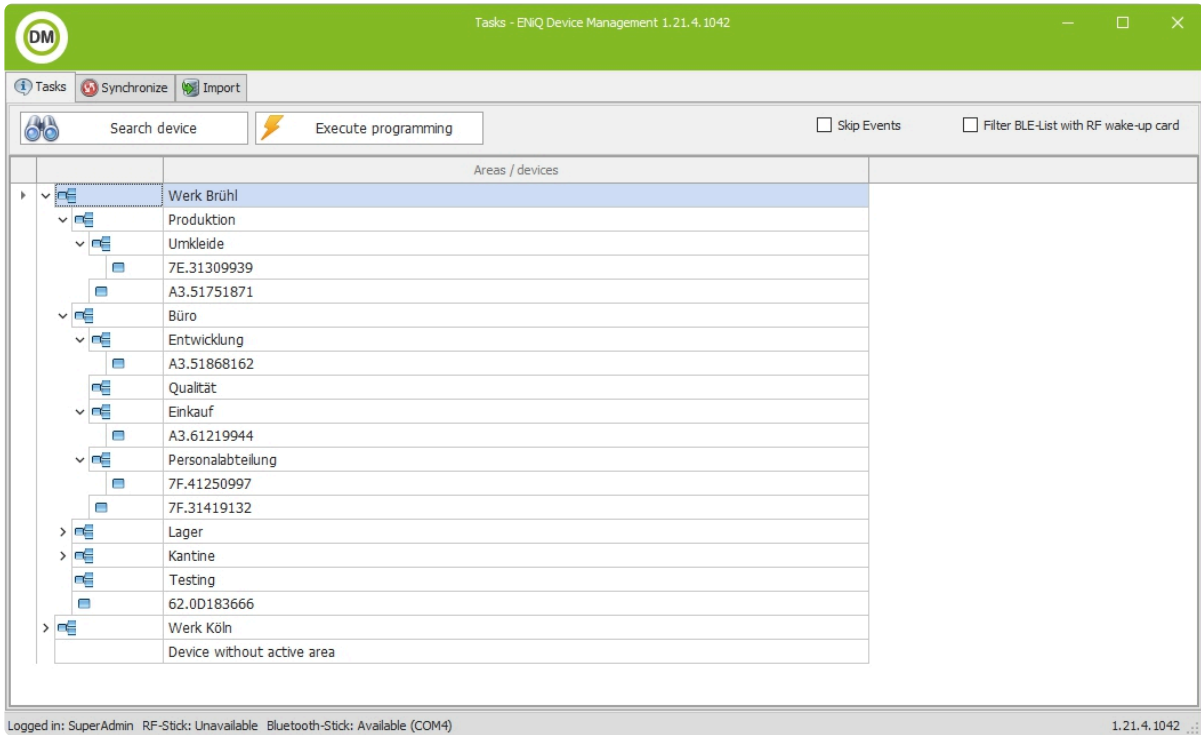 DM
Tasks - ENiQ Device Management 1.21.4.1042
Tasks Synchronize Import
Search device Execute programming Skip Events Filter BLE-List with RF wake-up card
Areas / devices
Werk Brühl
Produktion
Umkleide
7E.31309939
A3.51751871
Büro
Entwicklung
A3.51868162
Qualität
Einkauf
A3.61219944
Personalabteilung
7F.41250997
7F.31419132
Lager
Kantine
Testing
62.0D183666
Werk Köln
Device without active area
Logged in: SuperAdmin RF-Stick: Unavailable Bluetooth-Stick: Available (COM4) 1.21.4.1042